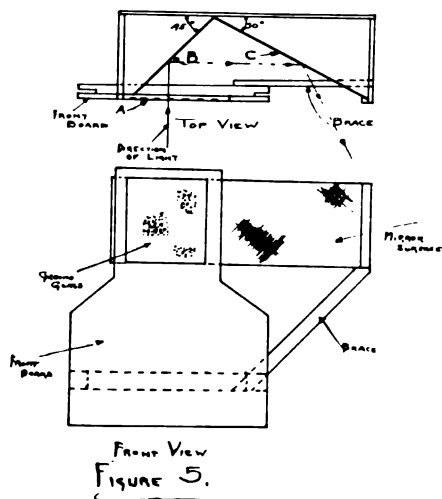 45°
30°
B
C
A
FRONT
BOARD
TOP VIEW
BRACE
DIRECTION
OF LIGHT
MIRROR
SURFACE
GROUND
GLASS
FRONT
BOARD
BRACE
FRONT VIEW
FIGURE 5.